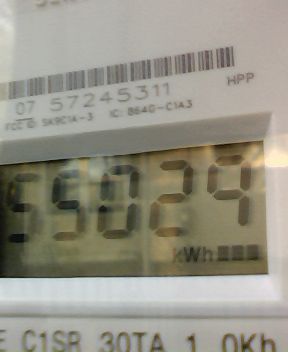 07 57245311
HPP
FCC ID: SK9C1A-3 IC: 864G-C1A3
55029
kWh
E C1SR 30TA 1.0Kh